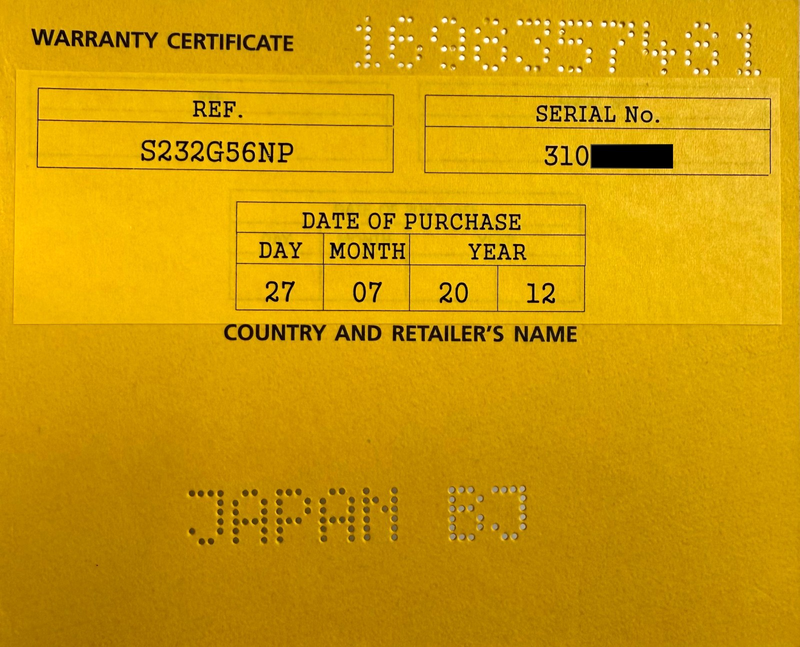 WARRANTY CERTIFICATE 1696357461
REF.
S232G56NP
SERIAL No.
310
DATE OF PURCHASE
DAY MONTH YEAR
27 07 20 12
COUNTRY AND RETAILER'S NAME
JAPAN BJ